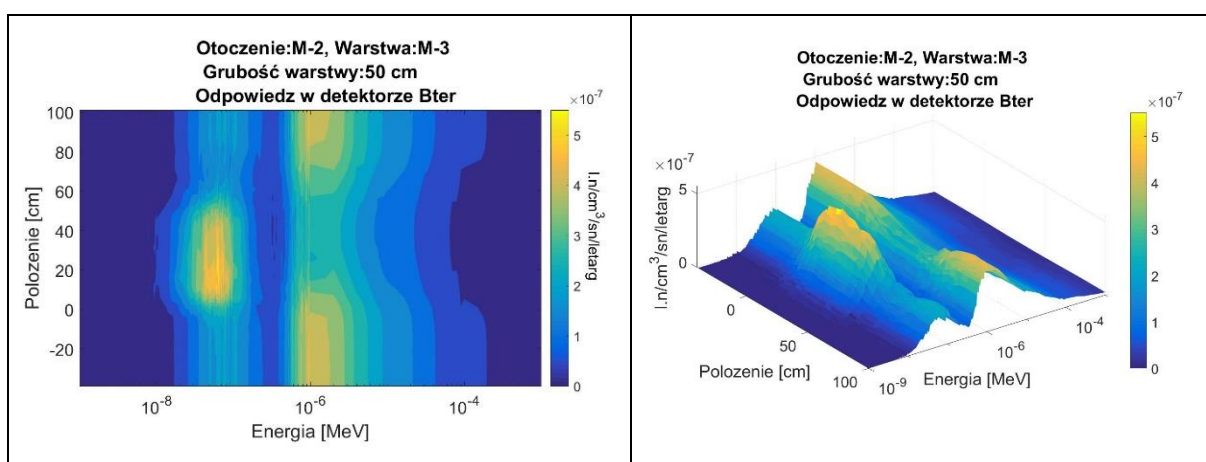 Otoczenie:M-2, Warstwa:M-3
Grubość warstwy:50 cm
Odpowiedz w detektorze Bter
×10⁻⁷
100
80
60
40
20
0
-20
Polozenie [cm]
10⁻⁸
10⁻⁶
10⁻⁴
Energia [MeV]
5
4
3
2
1
0
l.n/cm³/sn/letarg
Otoczenie:M-2, Warstwa:M-3
Grubość warstwy:50 cm
Odpowiedz w detektorze Bter
×10⁻⁷
5
0
l.n/cm³/sn/letarg
0
50
100
Polozenie [cm]
10⁻⁹
10⁻⁶
10⁻⁴
Energia [MeV]
×10⁻⁷
5
4
3
2
1
0